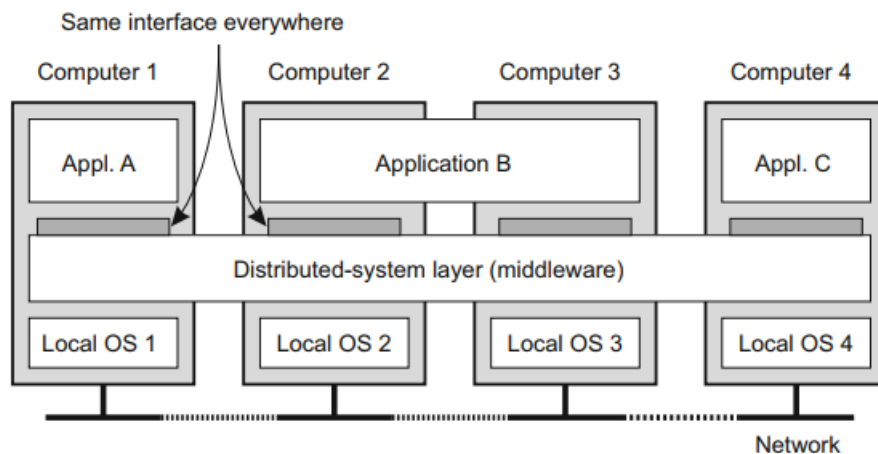 Same interface everywhere
Computer 1
Computer 2
Computer 3
Computer 4
Appl. A
Application B
Appl. C
Distributed-system layer (middleware)
Local OS 1
Local OS 2
Local OS 3
Local OS 4
Network